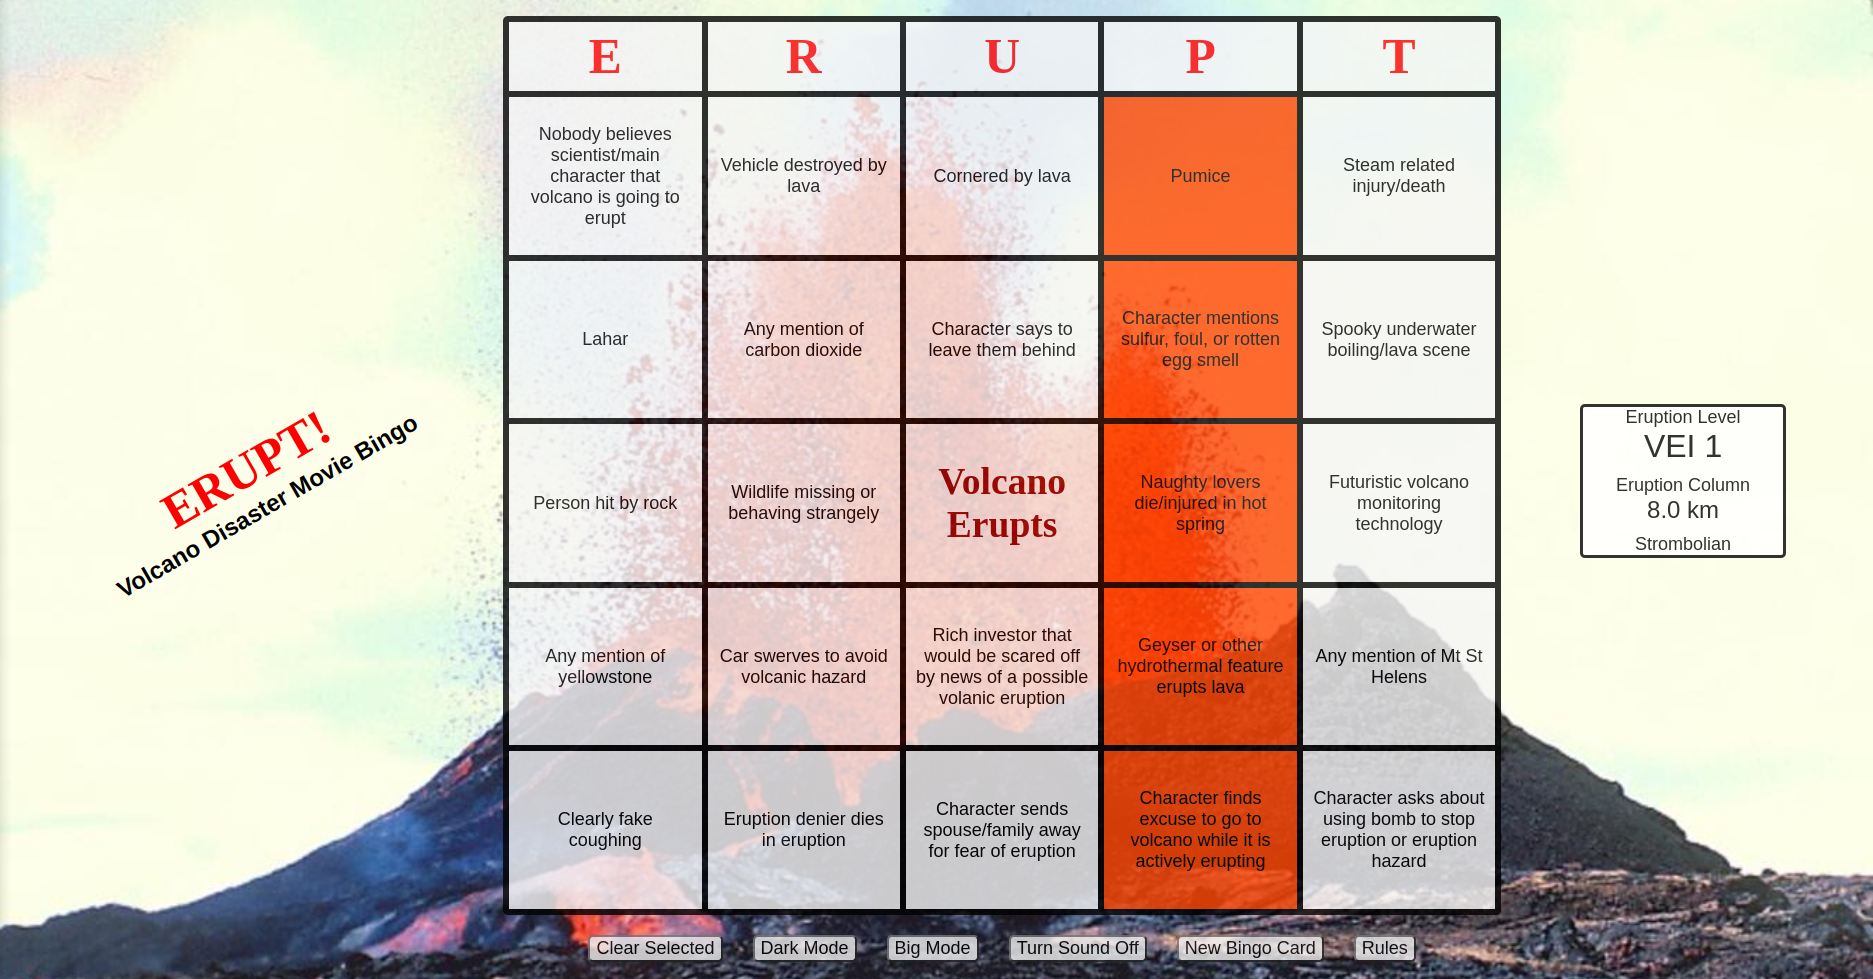 E R U P T
Nobody believes
scientist/main
character that
volcano is going to
erupt
Vehicle destroyed by
lava
Cornered by lava
Pumice
Steam related
injury/death
Lahar
Any mention of
carbon dioxide
Character says to
leave them behind
Character mentions
sulfur, foul, or rotten
egg smell
Spooky underwater
boiling/lava scene
Person hit by rock
Wildlife missing or
behaving strangely
Volcano
Erupts
Naughty lovers
die/injured in hot
spring
Futuristic volcano
monitoring
technology
Any mention of
yellowstone
Car swerves to avoid
volcanic hazard
Rich investor that
would be scared off
by news of a possible
volanic eruption
Geyser or other
hydrothermal feature
erupts lava
Any mention of Mt St
Helens
Clearly fake
coughing
Eruption denier dies
in eruption
Character sends
spouse/family away
for fear of eruption
Character finds
excuse to go to
volcano while it is
actively erupting
Character asks about
using bomb to stop
eruption or eruption
hazard
ERUPT!
Volcano Disaster Movie Bingo
Eruption Level
VEI 1
Eruption Column
8.0 km
Strombolian
Clear Selected
Dark Mode
Big Mode
Turn Sound Off
New Bingo Card
Rules